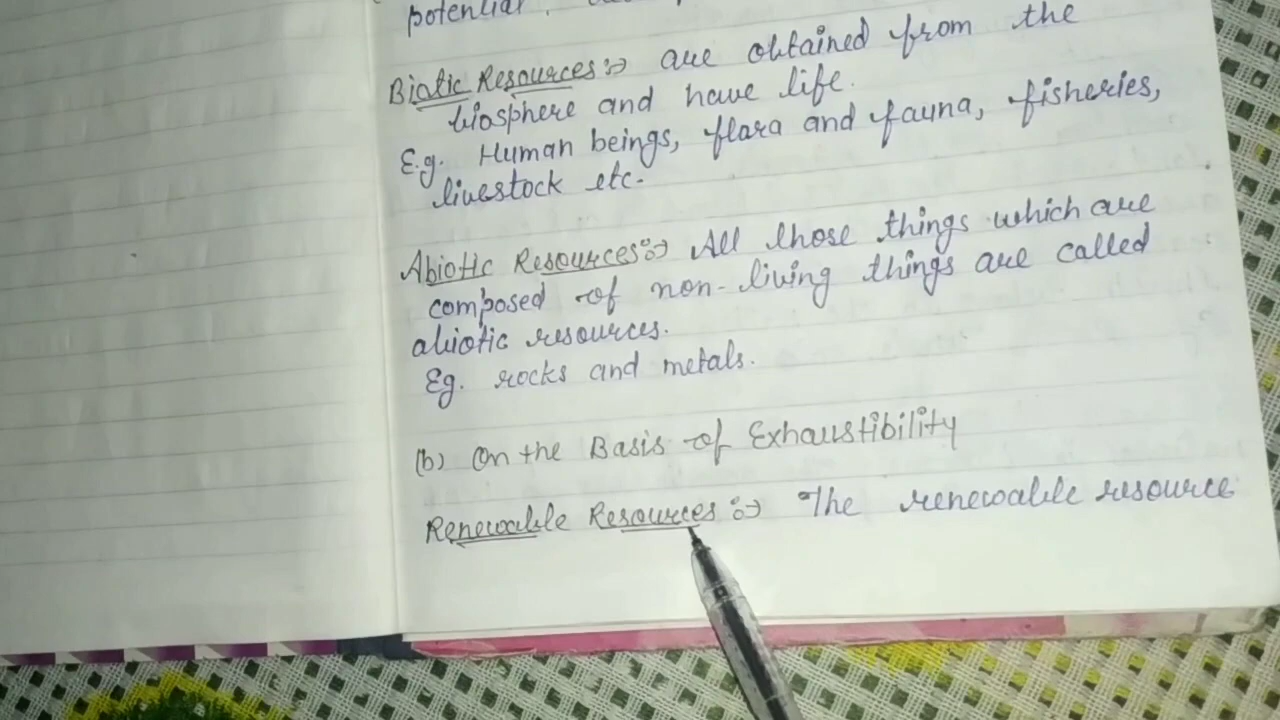 potential.
Biotic Resources:→ are obtained from the
biosphere and have life.
E.g. Human beings, flara and fauna, fisheries,
livestock etc.
Abiotic Resources:→ All those things which are
composed of non-living things are called
abiotic resources.
Eg. rocks and metals.
(b) On the Basis of Exhaustibility
Renewable Resources:→ The renewable resource